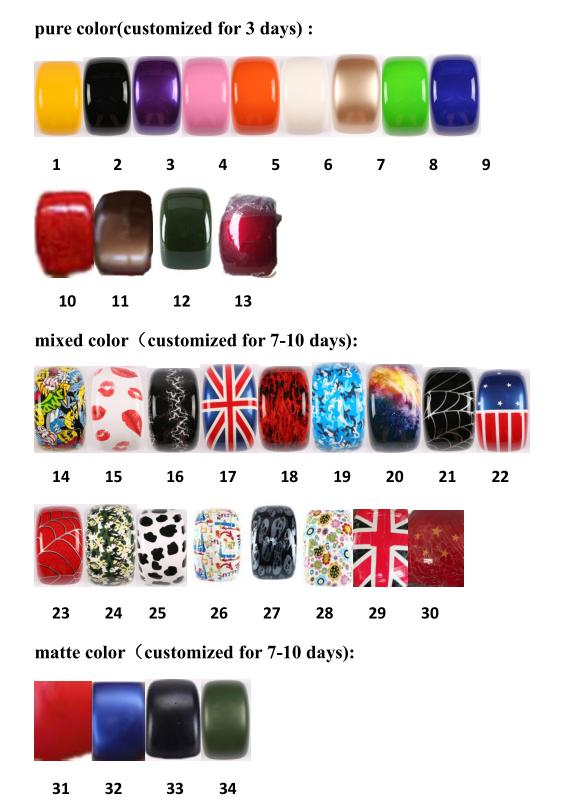 pure color(customized for 3 days) :
1 2 3 4 5 6 7 8 9
10 11 12 13
mixed color（customized for 7-10 days):
14 15 16 17 18 19 20 21 22
23 24 25 26 27 28 29 30
matte color（customized for 7-10 days):
31 32 33 34